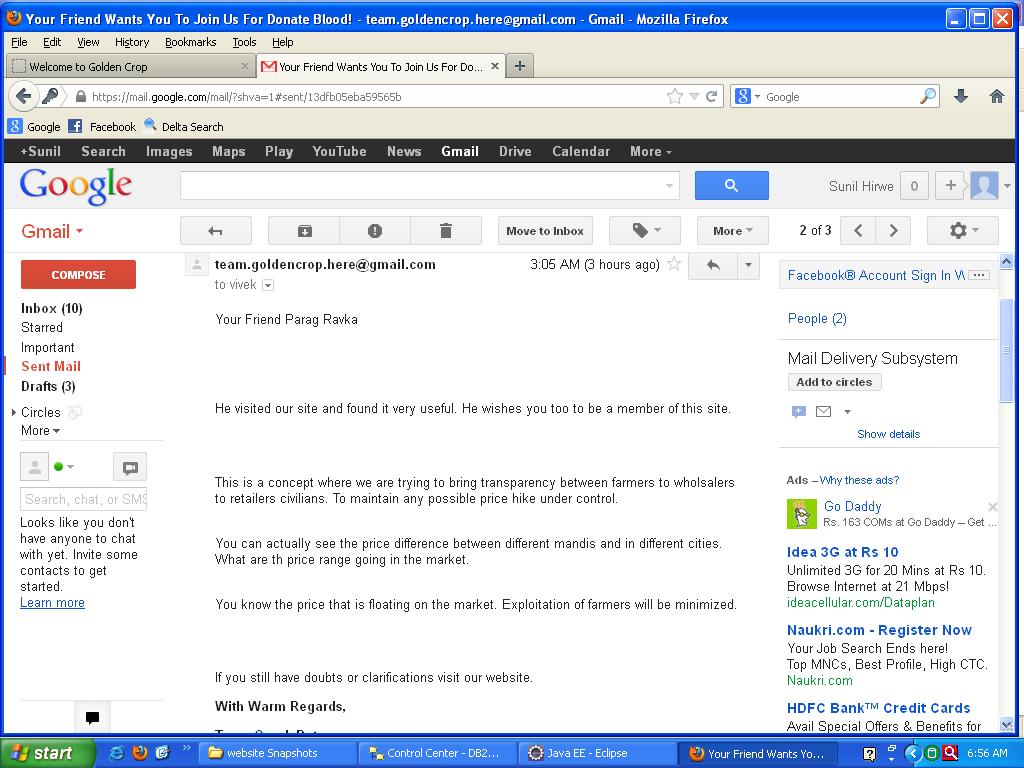 Your Friend Wants You To Join Us For Donate Blood! - team.goldencrop.here@gmail.com - Gmail - Mozilla Firefox
File Edit View History Bookmarks Tools Help
Welcome to Golden Crop
Your Friend Wants You To Join Us For Do...
https://mail.google.com/mail/?shva=1#sent/13dfb05eba59565b
Google
Google Facebook Delta Search
+Sunil Search Images Maps Play YouTube News Gmail Drive Calendar More
Google
Sunil Hirwe 0 +
Gmail
Move to Inbox
More
2 of 3
COMPOSE
Inbox (10)
Starred
Important
Sent Mail
Drafts (3)
Circles
More
Search, chat, or SMS
Looks like you don't
have anyone to chat
with yet. Invite some
contacts to get
started.
Learn more
team.goldencrop.here@gmail.com
3:05 AM (3 hours ago)
to vivek
Your Friend Parag Ravka
He visited our site and found it very useful. He wishes you too to be a member of this site.
This is a concept where we are trying to bring transparency between farmers to wholsalers
to retailers civilians. To maintain any possible price hike under control.
You can actually see the price difference between different mandis and in different cities.
What are th price range going in the market.
You know the price that is floating on the market. Exploitation of farmers will be minimized.
If you still have doubts or clarifications visit our website.
With Warm Regards,
Facebook® Account Sign In
People (2)
Mail Delivery Subsystem
Add to circles
Show details
Ads – Why these ads?
Go Daddy
Rs. 163 COMs at Go Daddy – Get ...
Idea 3G at Rs 10
Unlimited 3G for 20 Mins at Rs 10.
Browse Internet at 21 Mbps!
ideacellular.com/Dataplan
Naukri.com - Register Now
Your Job Search Ends here!
Top MNCs, Best Profile, High CTC.
Naukri.com
HDFC Bank™ Credit Cards
Avail Special Offers & Benefits for
start
website Snapshots
Control Center - DB2...
Java EE - Eclipse
Your Friend Wants Yo...
6:56 AM